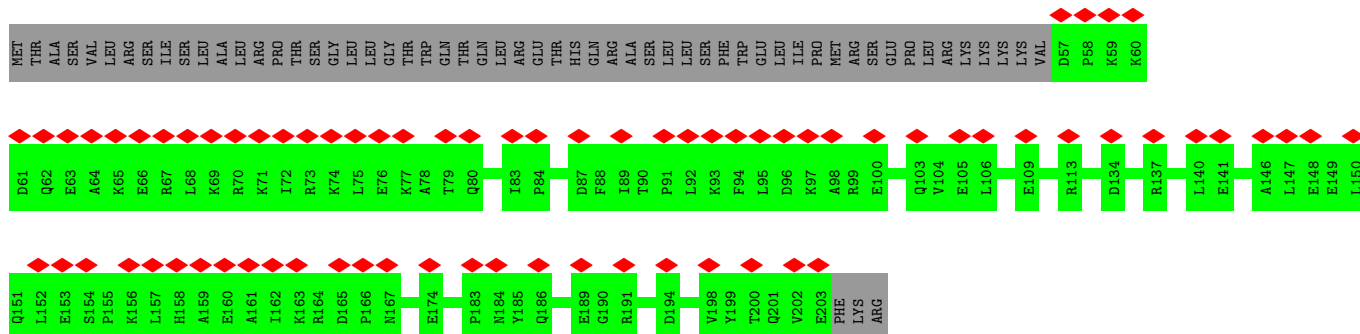 MET THR ALA SER VAL LEU ARG SER ILE SER LEU ALA LEU ARG PRO THR SER GLY LEU LEU GLY THR TRP GLN THR GLN LEU ARG GLU THR HIS GLN ARG ALA SER LEU LEU SER PHE TRP GLU LEU ILE PRO MET ARG SER GLU PRO LEU ARG LYS LYS LYS LYS VAL D57 P58 K59 K60
D61 Q62 E63 A64 K65 E66 R67 L68 K69 R70 K71 I72 R73 K74 L75 E76 K77 A78 T79 Q80 I83 P84 D87 F88 I89 T90 P91 L92 K93 F94 L95 D96 K97 A98 R99 E100 Q103 V104 E105 L106 E109 R113 D134 R137 L140 E141 A146 L147 E148 E149 L150
Q151 L152 E153 S154 P155 K156 L157 H158 A159 E160 A161 I162 K163 R164 D165 P166 N167 E174 P183 N184 Y185 Q186 E189 G190 R191 D194 V198 Y199 T200 Q201 V202 E203 PHE LYS ARG